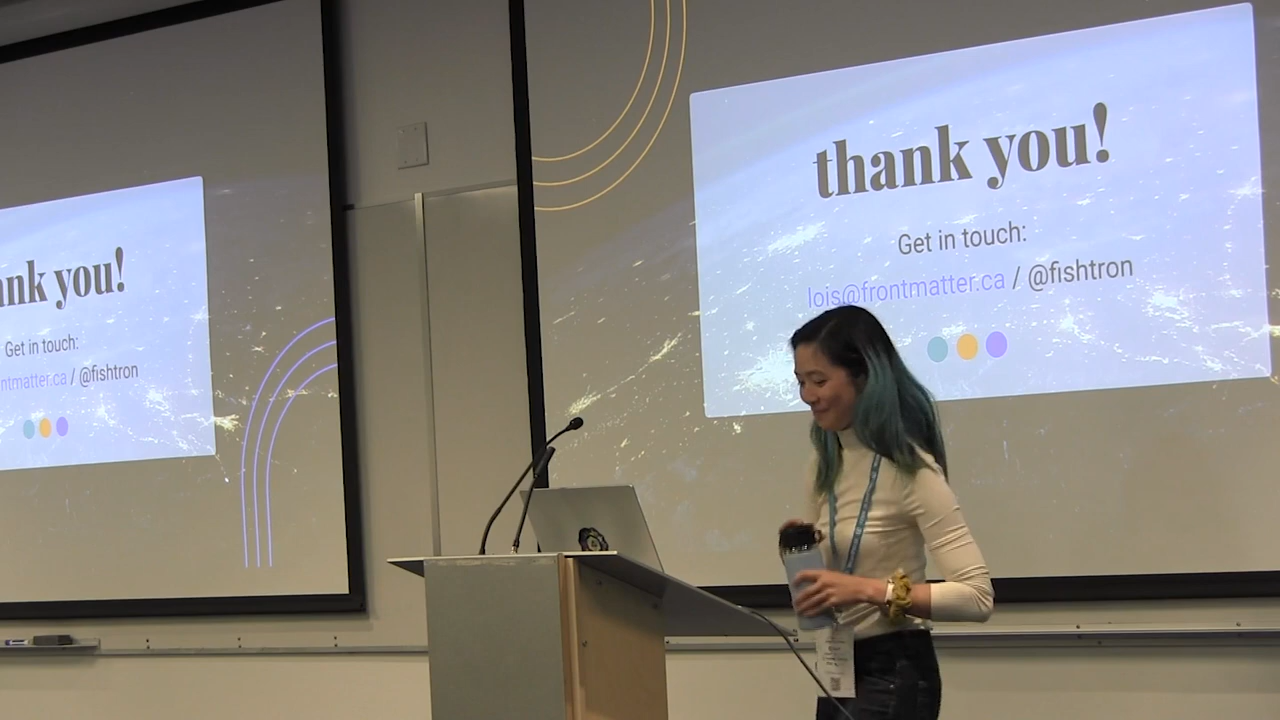 ank you!
Get in touch:
ntmatter.ca / @fishtron
thank you!
Get in touch:
lois@frontmatter.ca / @fishtron